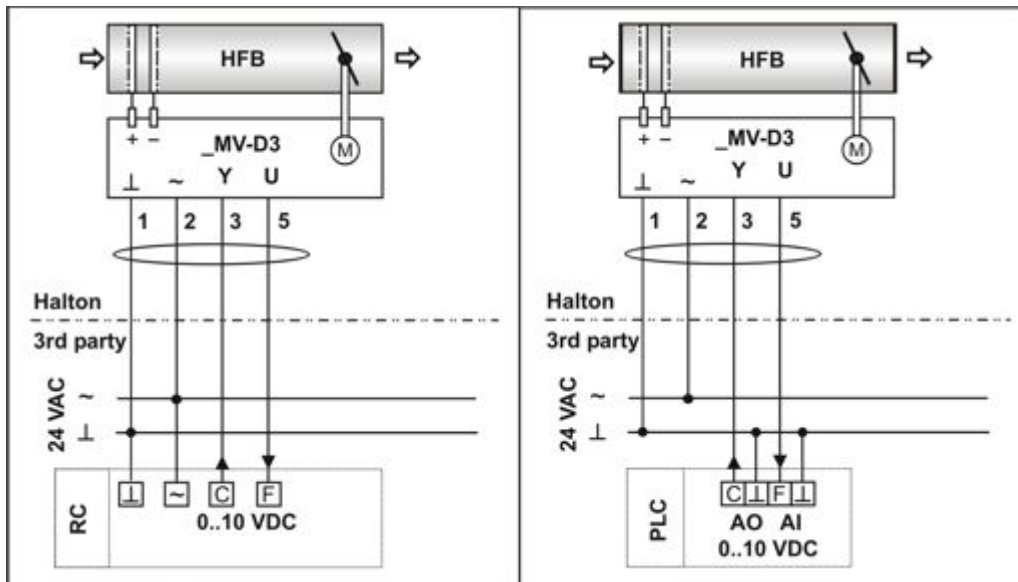 HFB
+ −
_MV-D3
M
⊥ ~ Y U
1 2 3 5
Halton
3rd party
24 VAC
~
⊥
RC
⊥ ~ C F
0..10 VDC
HFB
+ −
_MV-D3
M
⊥ ~ Y U
1 2 3 5
Halton
3rd party
24 VAC
~
⊥
PLC
C ⊥ F ⊥
AO AI
0..10 VDC